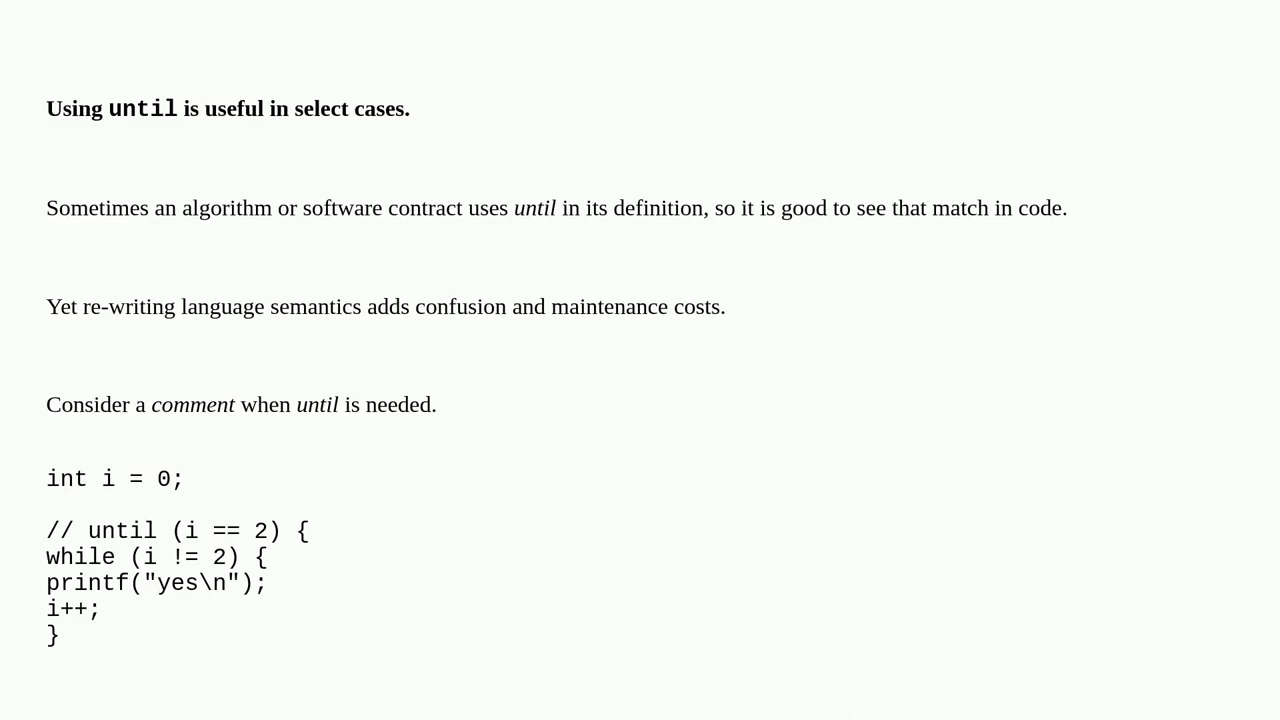 Using until is useful in select cases.
Sometimes an algorithm or software contract uses until in its definition, so it is good to see that match in code.
Yet re-writing language semantics adds confusion and maintenance costs.
Consider a comment when until is needed.
int i = 0;
// until (i == 2) {
while (i != 2) {
printf("yes\n");
i++;
}